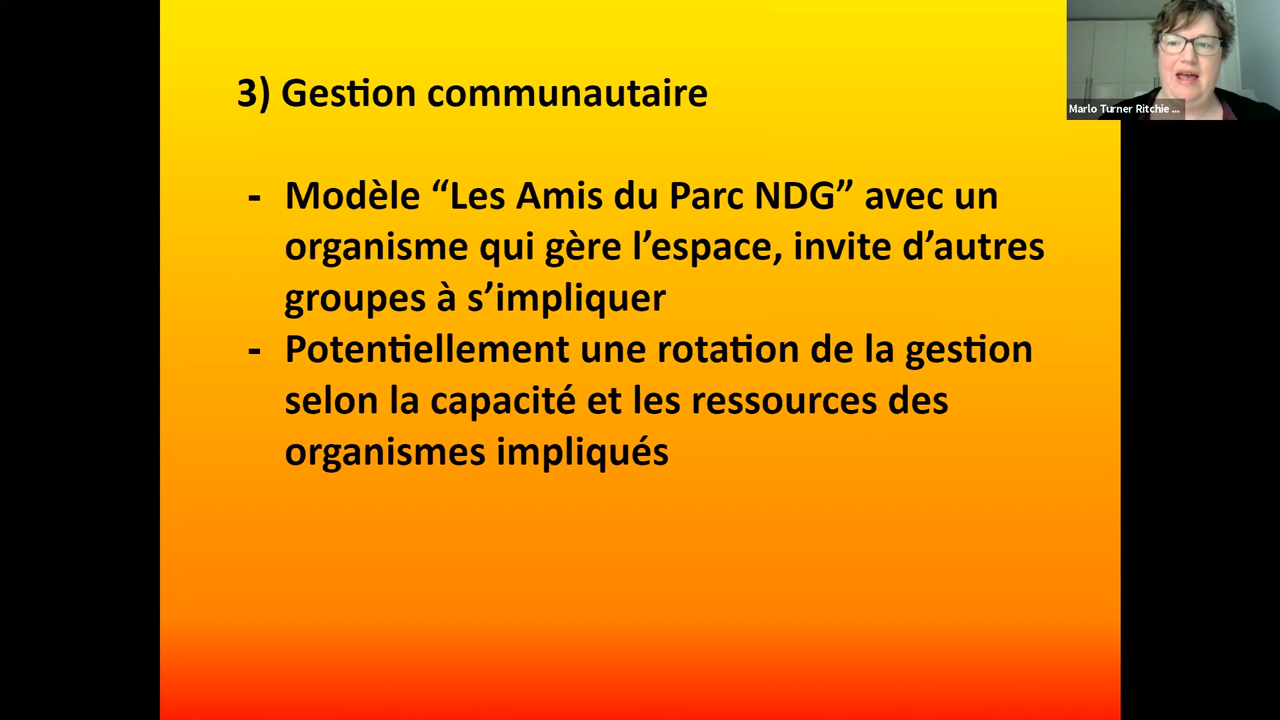 3) Gestion communautaire
- Modèle “Les Amis du Parc NDG” avec un
organisme qui gère l’espace, invite d’autres
groupes à s’impliquer
- Potentiellement une rotation de la gestion
selon la capacité et les ressources des
organismes impliqués
Marlo Turner Ritchie ...